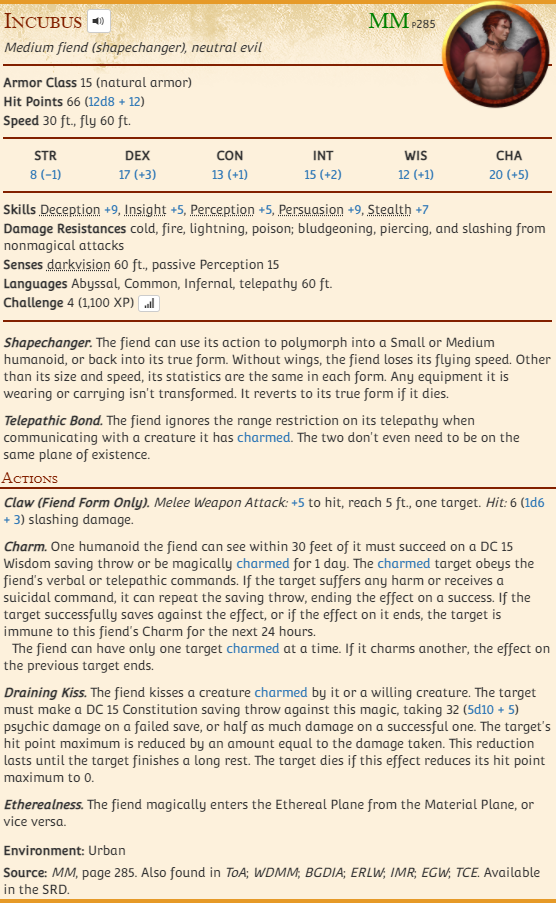 Incubus MM P285
Medium fiend (shapechanger), neutral evil
Armor Class 15 (natural armor)
Hit Points 66 (12d8 + 12)
Speed 30 ft., fly 60 ft.
STR DEX CON INT WIS CHA
8 (−1) 17 (+3) 13 (+1) 15 (+2) 12 (+1) 20 (+5)
Skills Deception +9, Insight +5, Perception +5, Persuasion +9, Stealth +7
Damage Resistances cold, fire, lightning, poison; bludgeoning, piercing, and slashing from
nonmagical attacks
Senses darkvision 60 ft., passive Perception 15
Languages Abyssal, Common, Infernal, telepathy 60 ft.
Challenge 4 (1,100 XP)
Shapechanger. The fiend can use its action to polymorph into a Small or Medium
humanoid, or back into its true form. Without wings, the fiend loses its flying speed. Other
than its size and speed, its statistics are the same in each form. Any equipment it is
wearing or carrying isn't transformed. It reverts to its true form if it dies.
Telepathic Bond. The fiend ignores the range restriction on its telepathy when
communicating with a creature it has charmed. The two don't even need to be on the
same plane of existence.
Actions
Claw (Fiend Form Only). Melee Weapon Attack: +5 to hit, reach 5 ft., one target. Hit: 6 (1d6
+ 3) slashing damage.
Charm. One humanoid the fiend can see within 30 feet of it must succeed on a DC 15
Wisdom saving throw or be magically charmed for 1 day. The charmed target obeys the
fiend's verbal or telepathic commands. If the target suffers any harm or receives a
suicidal command, it can repeat the saving throw, ending the effect on a success. If the
target successfully saves against the effect, or if the effect on it ends, the target is
immune to this fiend's Charm for the next 24 hours.
The fiend can have only one target charmed at a time. If it charms another, the effect on
the previous target ends.
Draining Kiss. The fiend kisses a creature charmed by it or a willing creature. The target
must make a DC 15 Constitution saving throw against this magic, taking 32 (5d10 + 5)
psychic damage on a failed save, or half as much damage on a successful one. The target's
hit point maximum is reduced by an amount equal to the damage taken. This reduction
lasts until the target finishes a long rest. The target dies if this effect reduces its hit point
maximum to 0.
Etherealness. The fiend magically enters the Ethereal Plane from the Material Plane, or
vice versa.
Environment: Urban
Source: MM, page 285. Also found in ToA; WDMM; BGDIA; ERLW; IMR; EGW; TCE. Available
in the SRD.